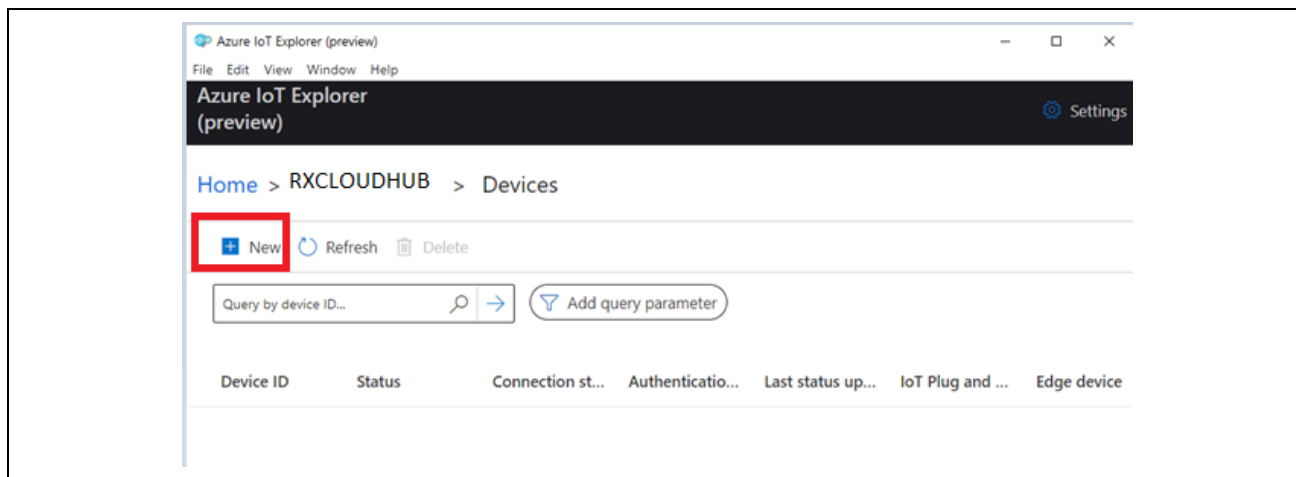 Azure IoT Explorer (preview)
File Edit View Window Help
Azure IoT Explorer
(preview)
Settings
Home > RXCLOUDHUB > Devices
New Refresh Delete
Query by device ID... Add query parameter
Device ID Status Connection st... Authenticatio... Last status up... IoT Plug and ... Edge device